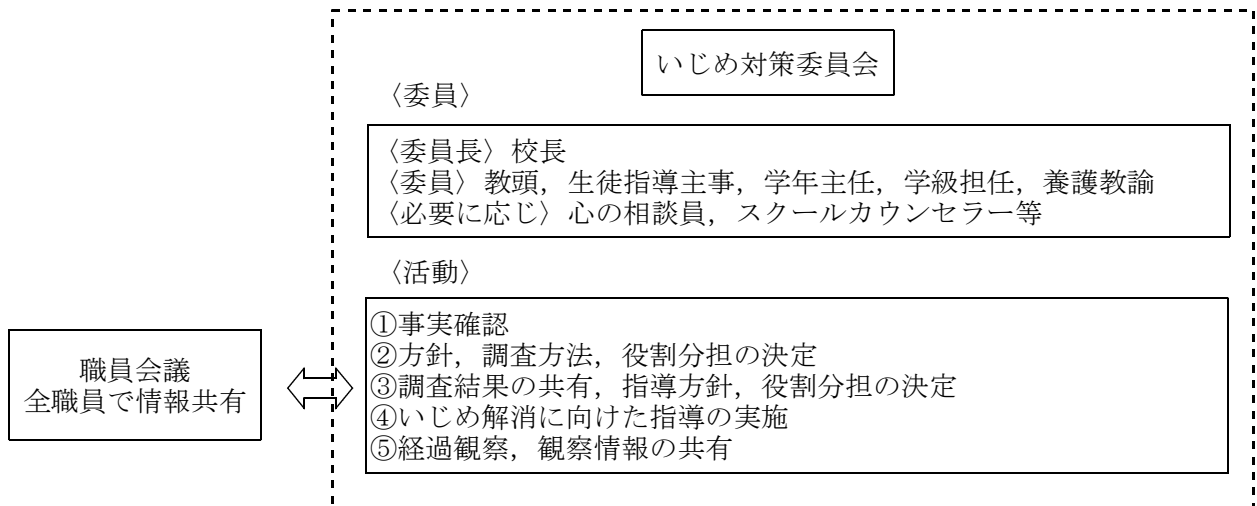 いじめ対策委員会
〈委員〉
〈委員長〉校長
〈委員〉教頭，生徒指導主事，学年主任，学級担任，養護教諭
〈必要に応じ〉心の相談員，スクールカウンセラー等
〈活動〉
①事実確認
②方針，調査方法，役割分担の決定
③調査結果の共有，指導方針，役割分担の決定
④いじめ解消に向けた指導の実施
⑤経過観察，観察情報の共有
職員会議
全職員で情報共有